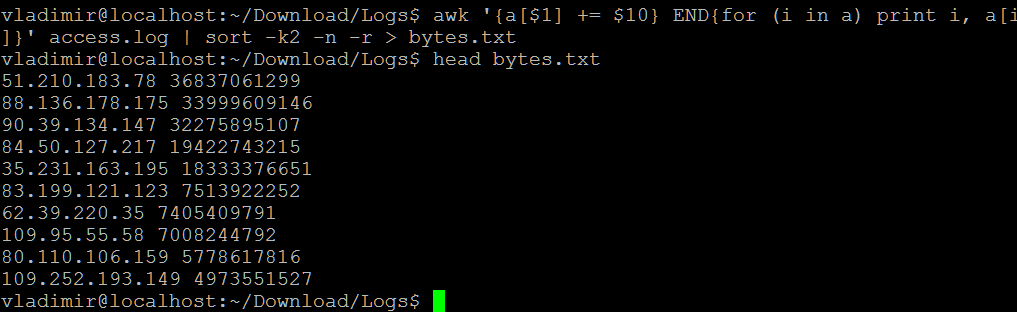 vladimir@localhost:~/Download/Logs$ awk '{a[$1] += $10} END{for (i in a) print i, a[i
]}' access.log | sort -k2 -n -r > bytes.txt
vladimir@localhost:~/Download/Logs$ head bytes.txt
51.210.183.78 36837061299
88.136.178.175 33999609146
90.39.134.147 32275895107
84.50.127.217 19422743215
35.231.163.195 18333376651
83.199.121.123 7513922252
62.39.220.35 7405409791
109.95.55.58 7008244792
80.110.106.159 5778617816
109.252.193.149 4973551527
vladimir@localhost:~/Download/Logs$